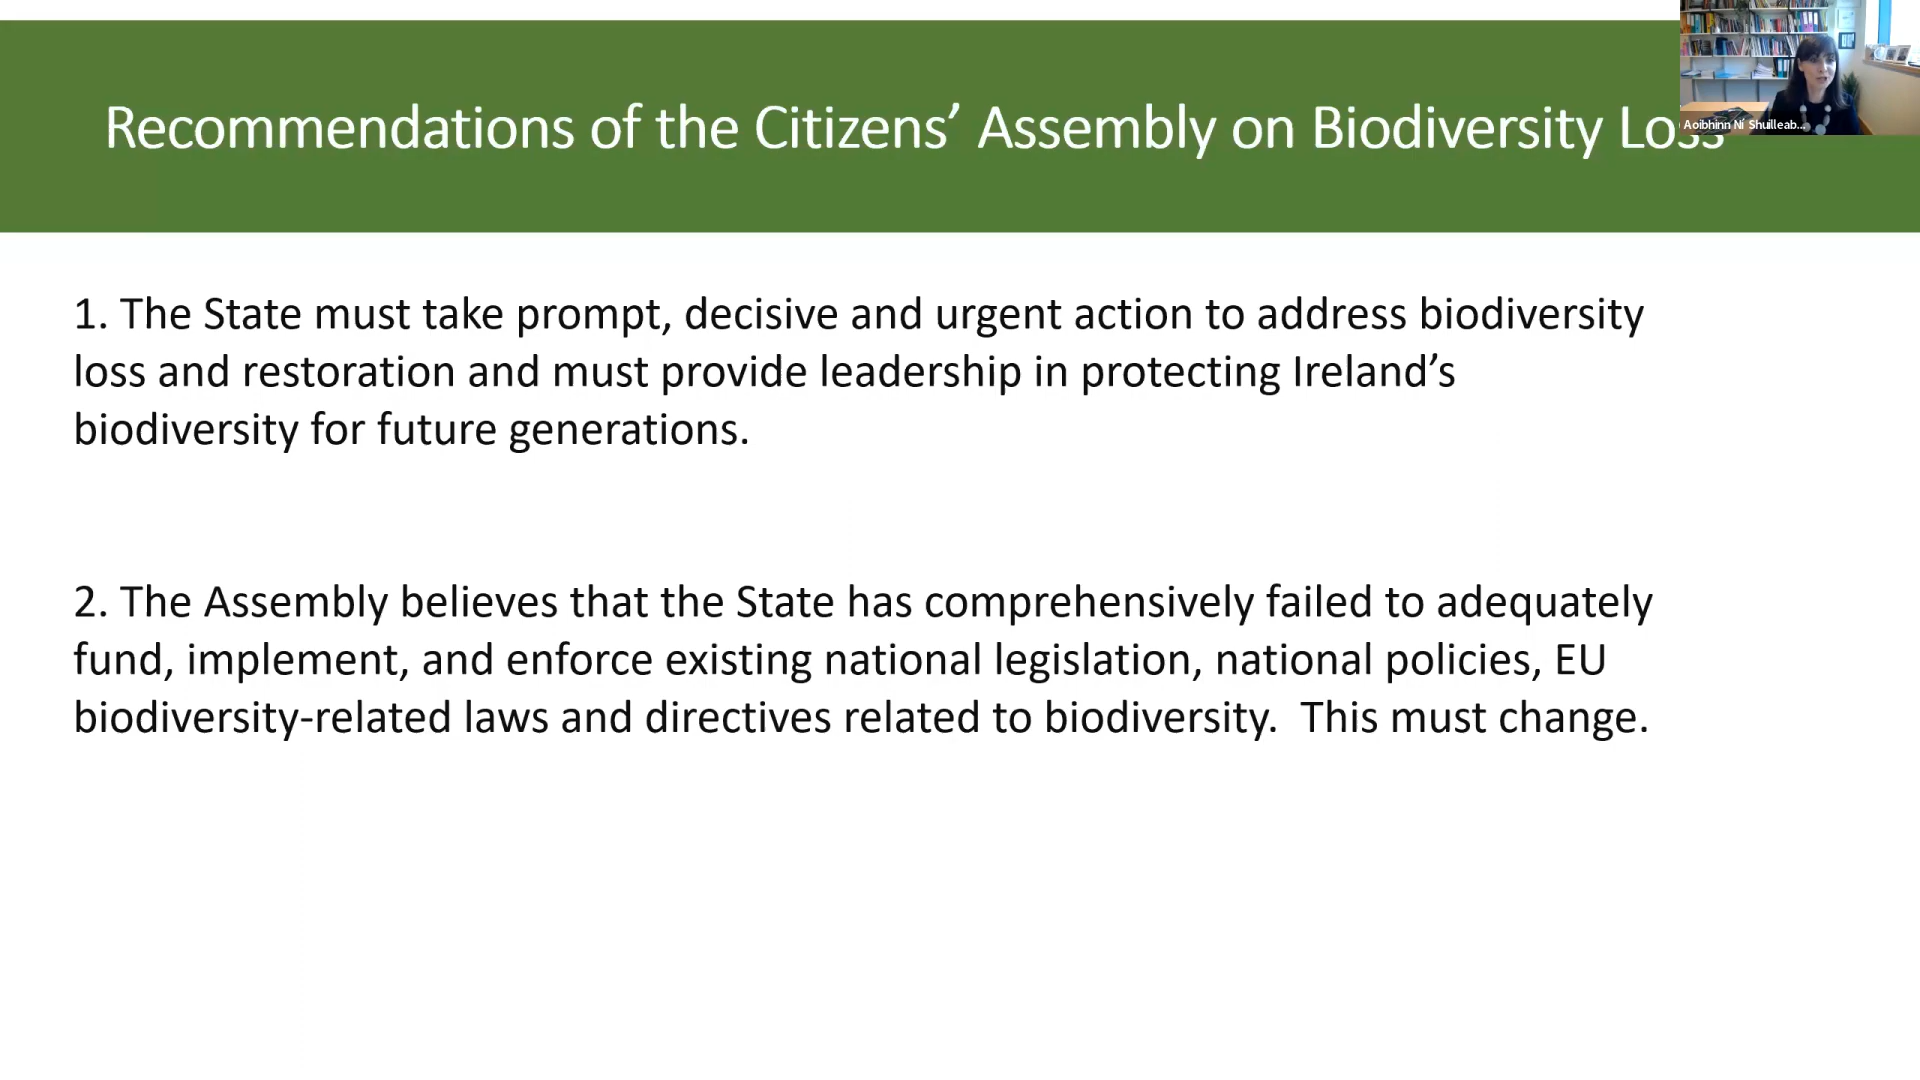 Recommendations of the Citizens’ Assembly on Biodiversity Loss
Aoibhinn Ní Shuilleab...
1. The State must take prompt, decisive and urgent action to address biodiversity
loss and restoration and must provide leadership in protecting Ireland’s
biodiversity for future generations.
2. The Assembly believes that the State has comprehensively failed to adequately
fund, implement, and enforce existing national legislation, national policies, EU
biodiversity-related laws and directives related to biodiversity.  This must change.